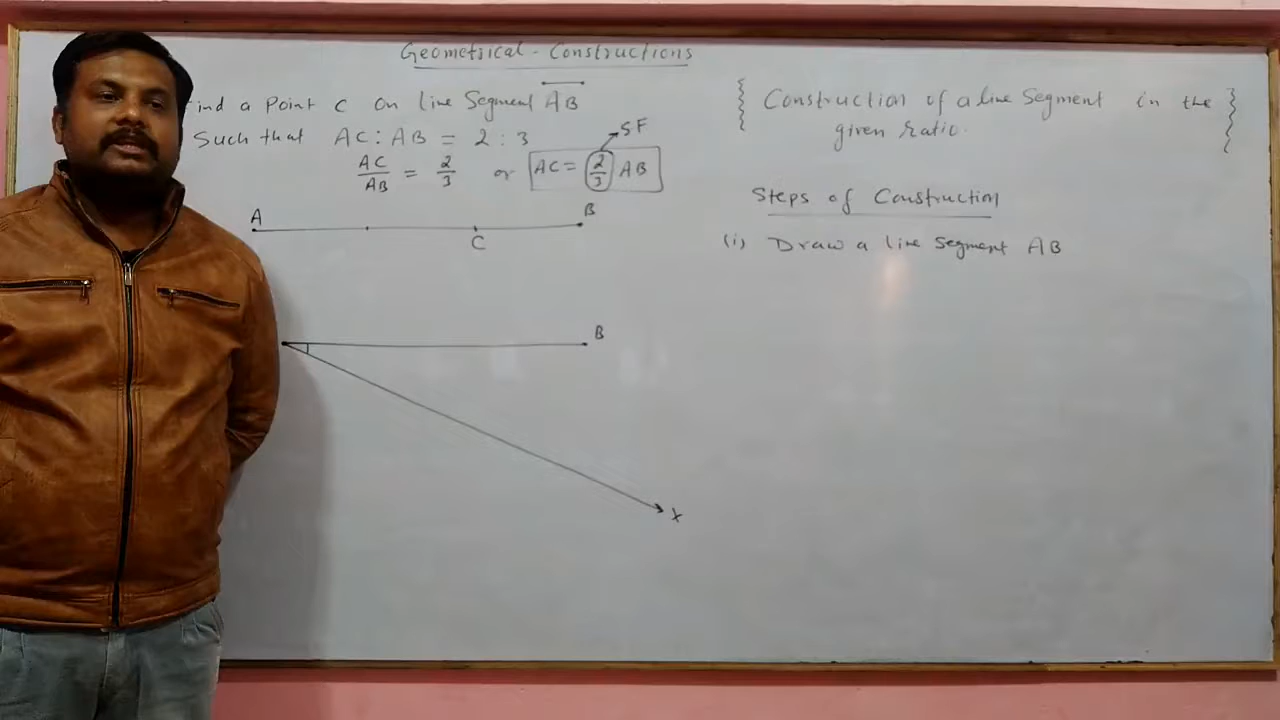 Geometrical - Constructions
ind a Point C on line Segment AB
Such that AC : AB = 2 : 3
AC/AB = 2/3 or AC = 2/3 AB
SF
A B
C
B
X
Construction of a line Segment in the
given ratio.
Steps of Construction
(i) Draw a line Segment AB